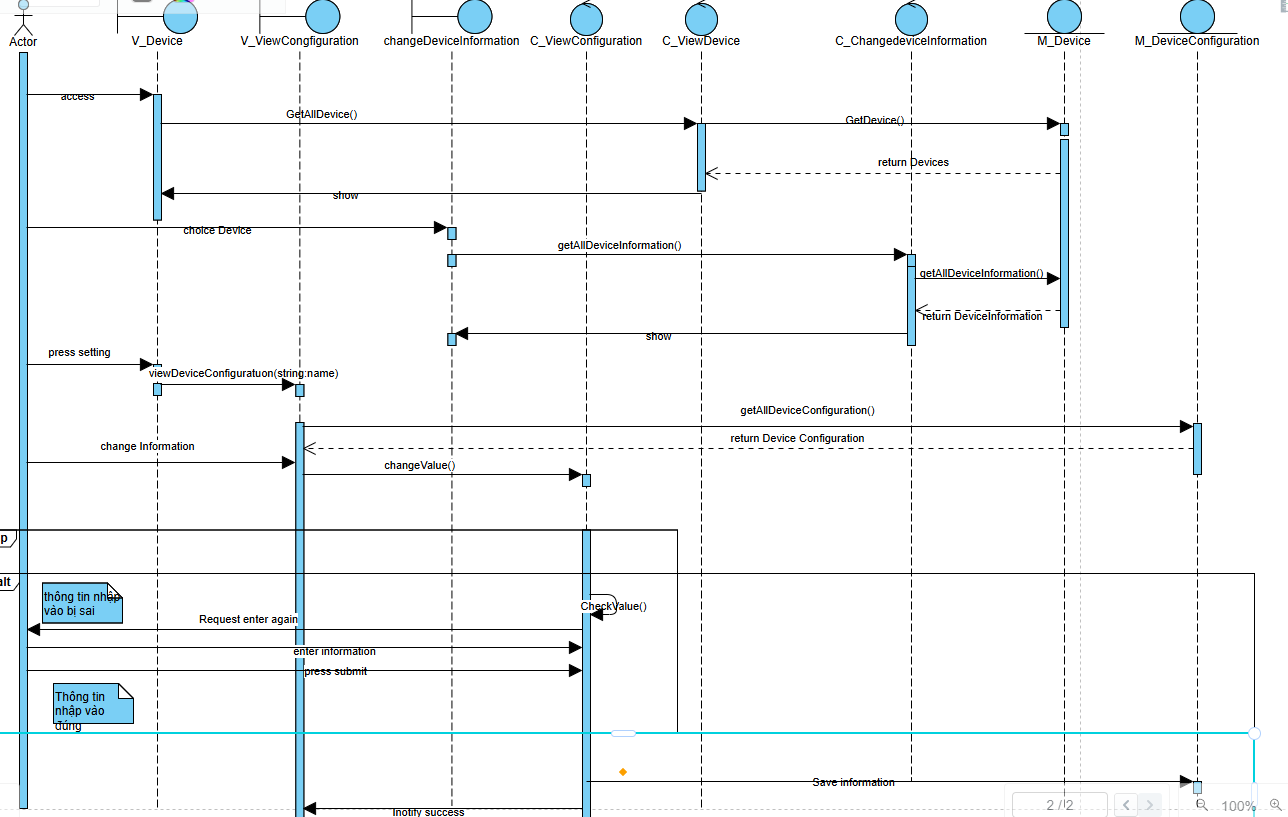 Actor
V_Device
V_ViewCongfiguration
changeDeviceInformation
C_ViewConfiguration
C_ViewDevice
C_ChangedeviceInformation
M_Device
M_DeviceConfiguration
access
GetAllDevice()
GetDevice()
return Devices
show
choice Device
getAllDeviceInformation()
getAllDeviceInformation()
return DeviceInformation
show
press setting
viewDeviceConfiguratuon(string:name)
getAllDeviceConfiguration()
return Device Configuration
change Information
changeValue()
p
alt
thông tin nhập
vào bị sai
CheckValue()
Request enter again
enter information
press submit
Thông tin
nhập vào
đúng
Save information
Inotify success
2 / 2
100%